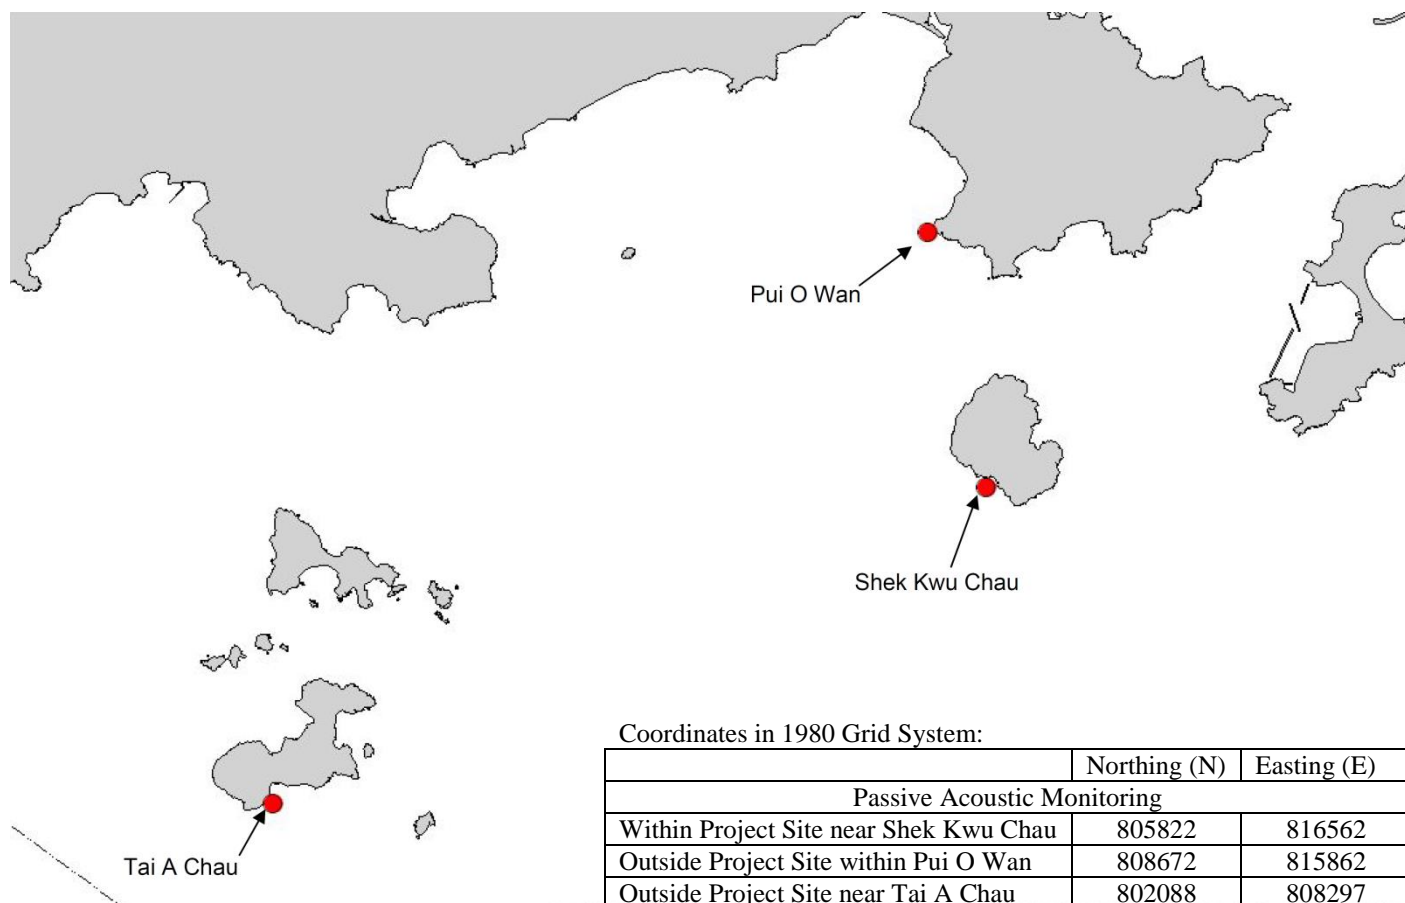 Pui O Wan
Shek Kwu Chau
Tai A Chau
Coordinates in 1980 Grid System:
Northing (N) Easting (E)
Passive Acoustic Monitoring
Within Project Site near Shek Kwu Chau 805822 816562
Outside Project Site within Pui O Wan 808672 815862
Outside Project Site near Tai A Chau 802088 808297